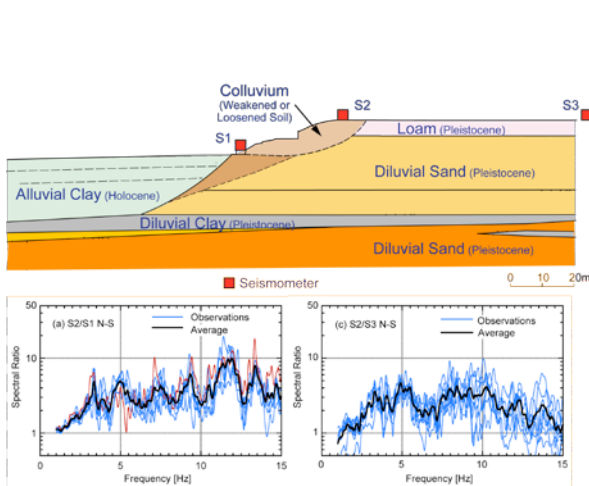 Colluvium
(Weakened or
Loosened Soil)
S2
S3
S1
Loam (Pleistocene)
Diluvial Sand (Pleistocene)
Alluvial Clay (Holocene)
Diluvial Clay (Pleistocene)
Diluvial Sand (Pleistocene)
Seismometer
0 10 20m
50
(a) S2/S1 N-S
Observations
Average
Spectral Ratio
10
1
0 5 10 15
Frequency [Hz]
50
(c) S2/S3 N-S
Observations
Average
Spectral Ratio
10
1
0 5 10 15
Frequency [Hz]